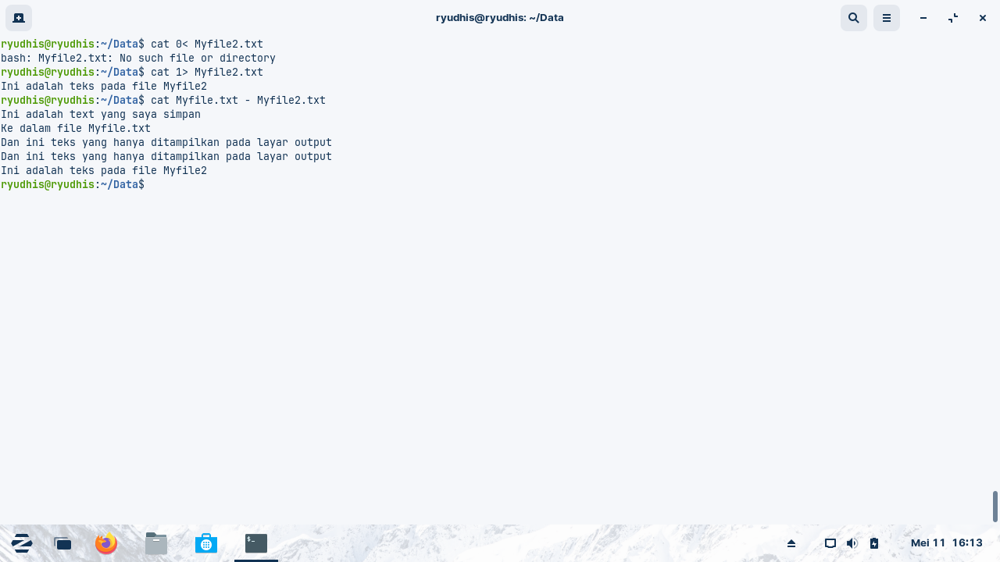 ryudhis@ryudhis: ~/Data
ryudhis@ryudhis:~/Data$ cat 0< Myfile2.txt
bash: Myfile2.txt: No such file or directory
ryudhis@ryudhis:~/Data$ cat 1> Myfile2.txt
Ini adalah teks pada file Myfile2
ryudhis@ryudhis:~/Data$ cat Myfile.txt - Myfile2.txt
Ini adalah text yang saya simpan
Ke dalam file Myfile.txt
Dan ini teks yang hanya ditampilkan pada layar output
Dan ini teks yang hanya ditampilkan pada layar output
Ini adalah teks pada file Myfile2
ryudhis@ryudhis:~/Data$
$_
Mei 11 16:13